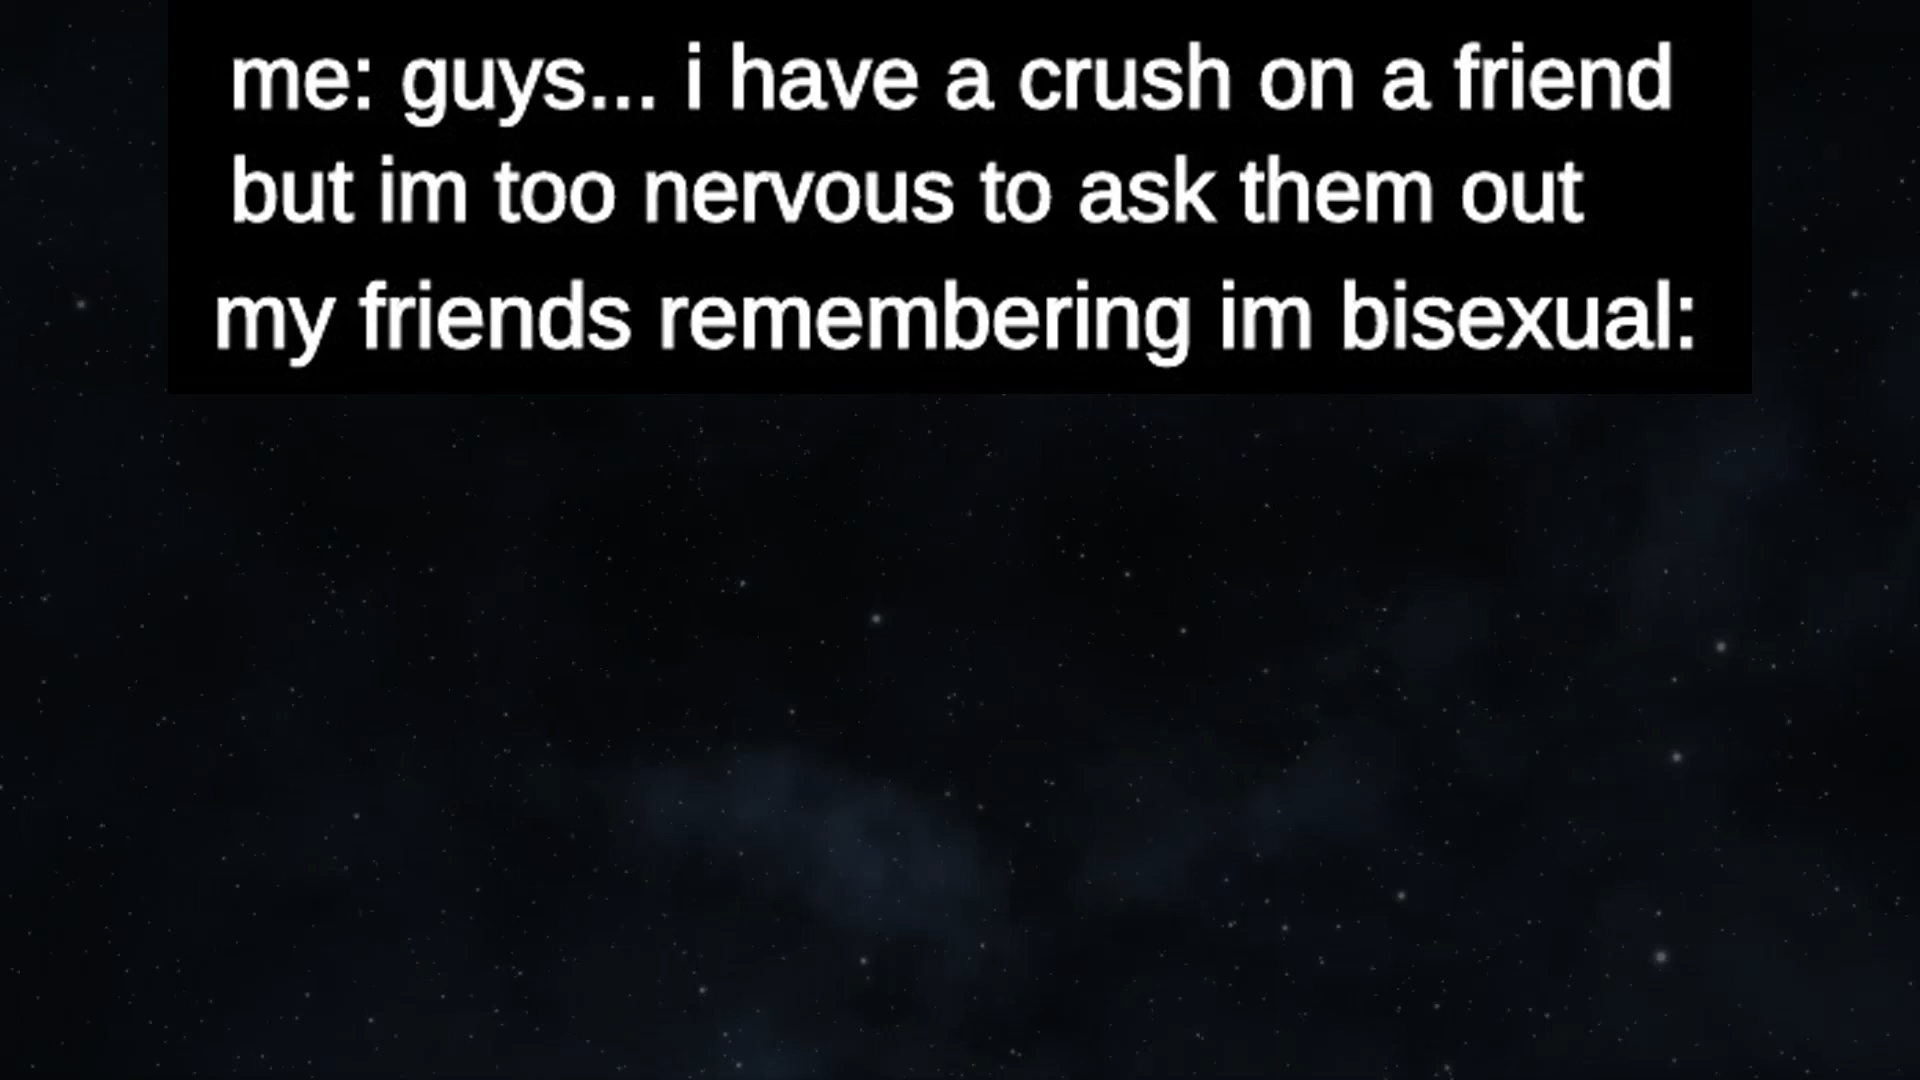 me: guys... i have a crush on a friend
but im too nervous to ask them out
my friends remembering im bisexual: